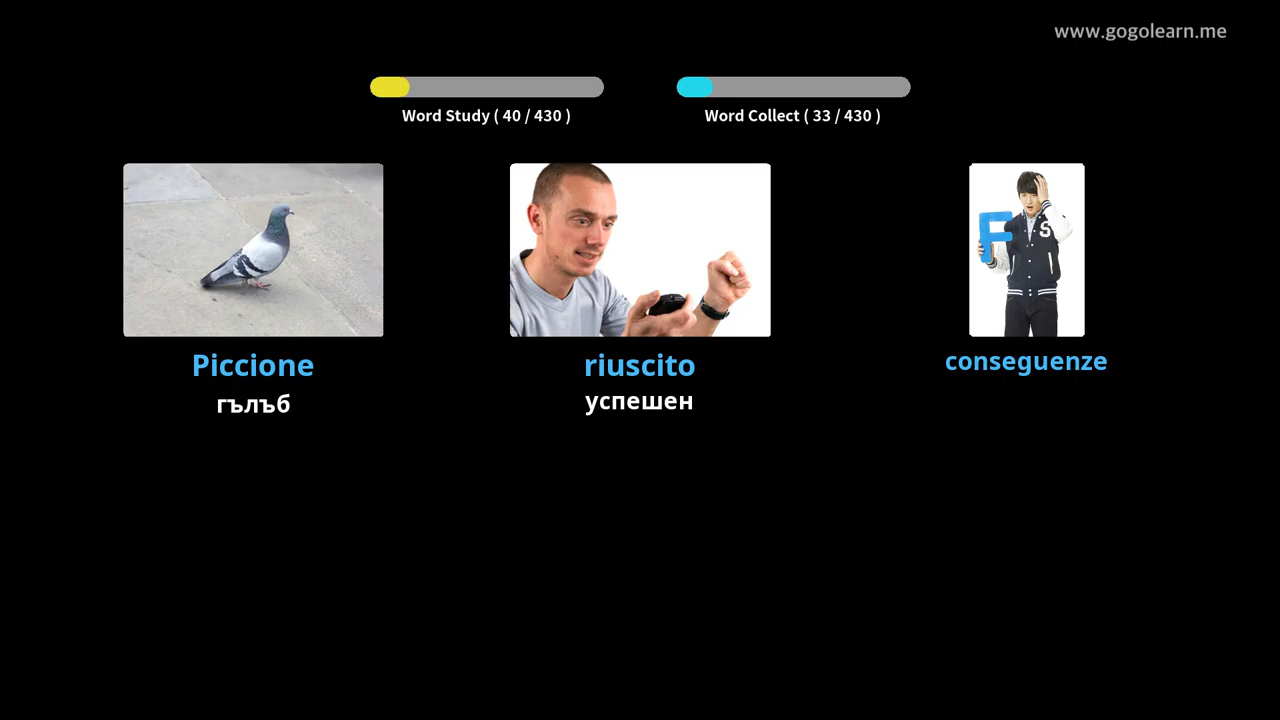 www.gogolearn.me
Word Study ( 40 / 430 )
Word Collect ( 33 / 430 )
F
S
Piccione
riuscito
conseguenze
гълъб
успешен